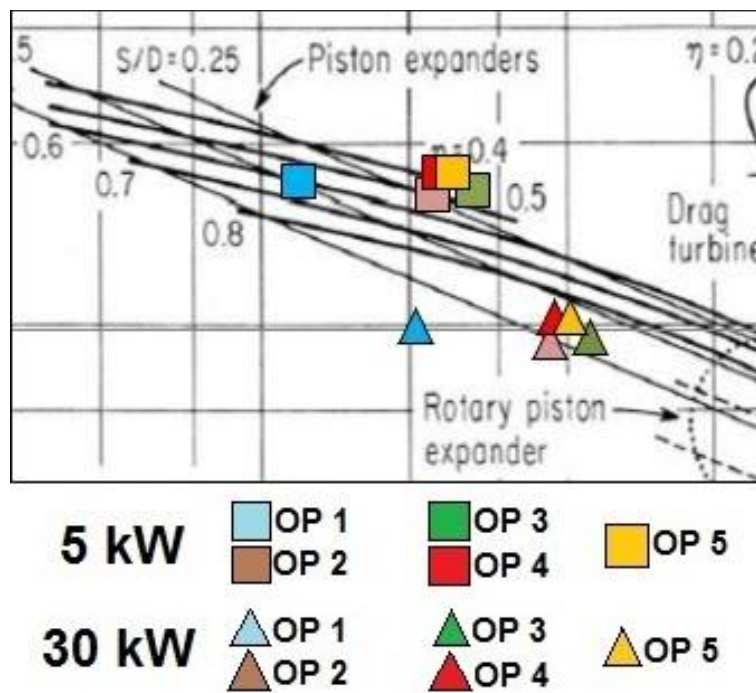 .5
S/D=0.25
Piston expanders
η=0.2
0.6
η=0.4
0.7
0.5
0.8
Drag
turbine
Rotary piston
expander
5 kW
OP 1
OP 2
OP 3
OP 4
OP 5
30 kW
OP 1
OP 2
OP 3
OP 4
OP 5